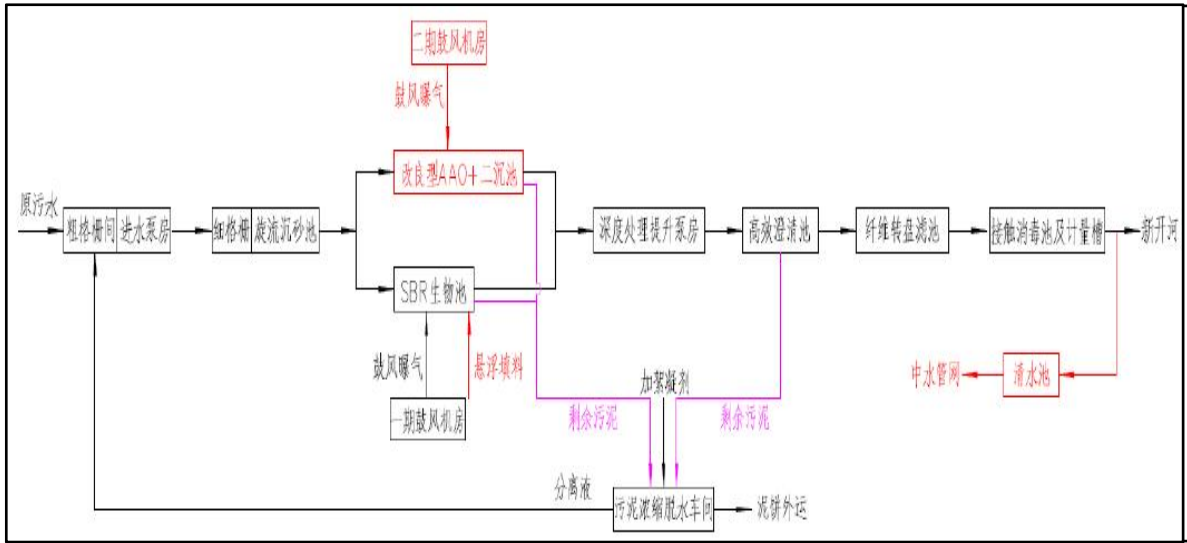 二期鼓风机房
鼓风曝气
改良型AAO+二沉池
原污水
粗格栅间 进水泵房
细格栅 旋流沉砂池
深度处理提升泵房
高效澄清池
纤维转盘滤池
接触消毒池及计量槽
新开河
SBR生物池
鼓风曝气
悬浮填料
一期鼓风机房
加絮凝剂
剩余污泥
剩余污泥
中水管网
清水池
分离液
污泥浓缩脱水车间
泥饼外运